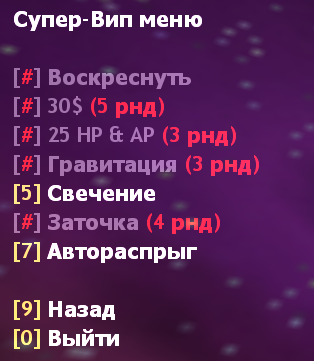 Супер-Вип меню
[#] Воскреснуть
[#] 30$ (5 рнд)
[#] 25 HP & AP (3 рнд)
[#] Гравитация (3 рнд)
[5] Свечение
[#] Заточка (4 рнд)
[7] Автораспрыг
[9] Назад
[0] Выйти